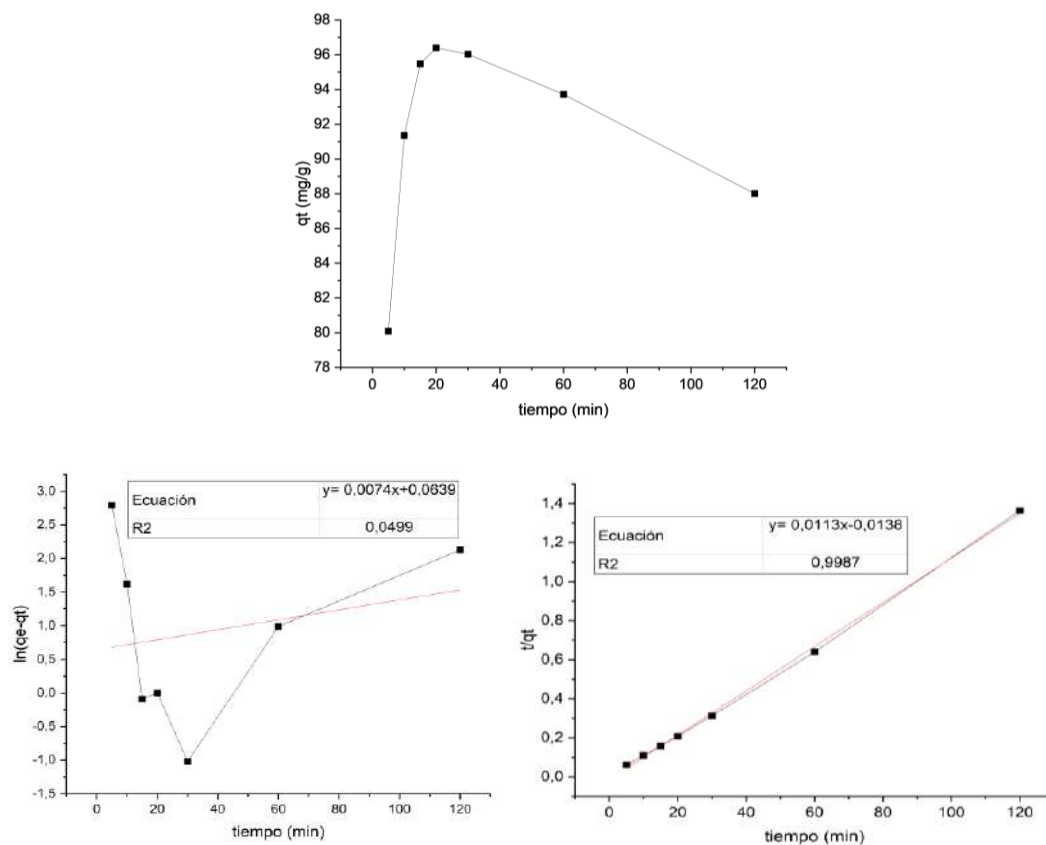 98
96
94
92
90
88
86
84
82
80
78
qt (mg/g)
0 20 40 60 80 100 120
tiempo (min)
3.0
2.5
2.0
1.5
1.0
0.5
0.0
-0.5
-1.0
-1,5
ln(qe-qt)
Ecuación y= 0,0074x+0,0639
R2 0,0499
0 20 40 60 80 100 120
tiempo (min)
1,4
1,2
1,0
0,8
0,6
0,4
0,2
0,0
t/qt
Ecuación y= 0,0113x-0,0138
R2 0,9987
0 20 40 60 80 100 120
tiempo (min)